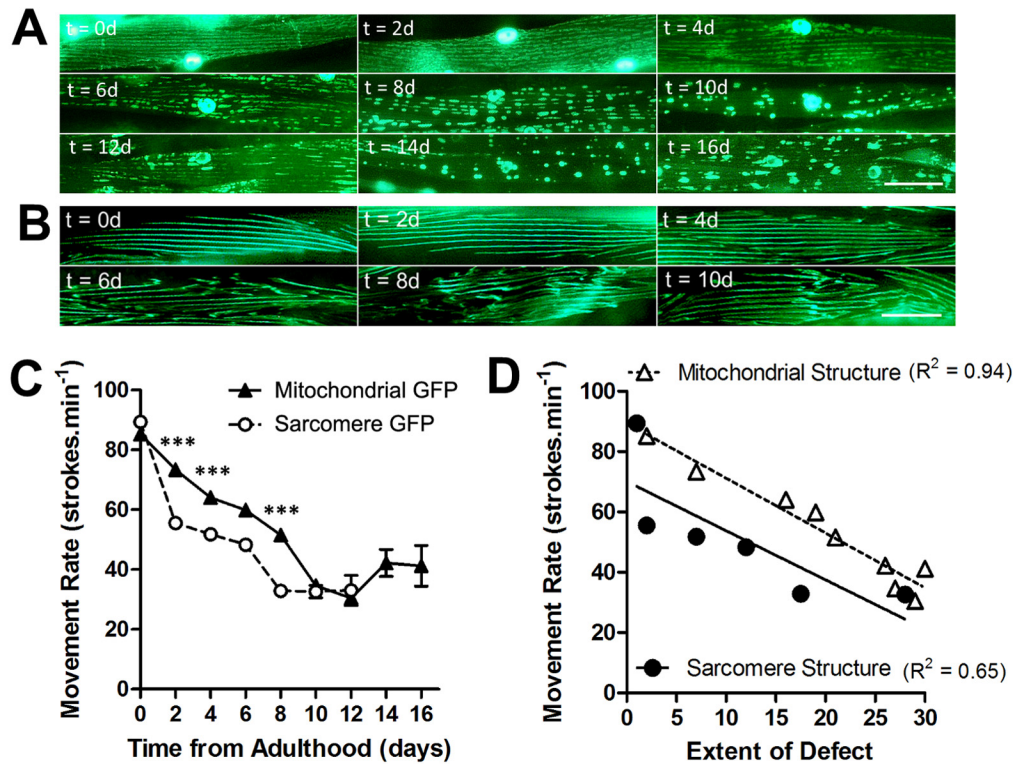 A
t = 0d
t = 2d
t = 4d
t = 6d
t = 8d
t = 10d
t = 12d
t = 14d
t = 16d
B
t = 0d
t = 2d
t = 4d
t = 6d
t = 8d
t = 10d
C
Movement Rate (strokes.min⁻¹)
100
80
60
40
20
0
Mitochondrial GFP
Sarcomere GFP
***
***
***
0 2 4 6 8 10 12 14 16
Time from Adulthood (days)
D
Movement Rate (strokes.min⁻¹)
100
80
60
40
20
0
Mitochondrial Structure (R² = 0.94)
Sarcomere Structure (R² = 0.65)
0 5 10 15 20 25 30
Extent of Defect